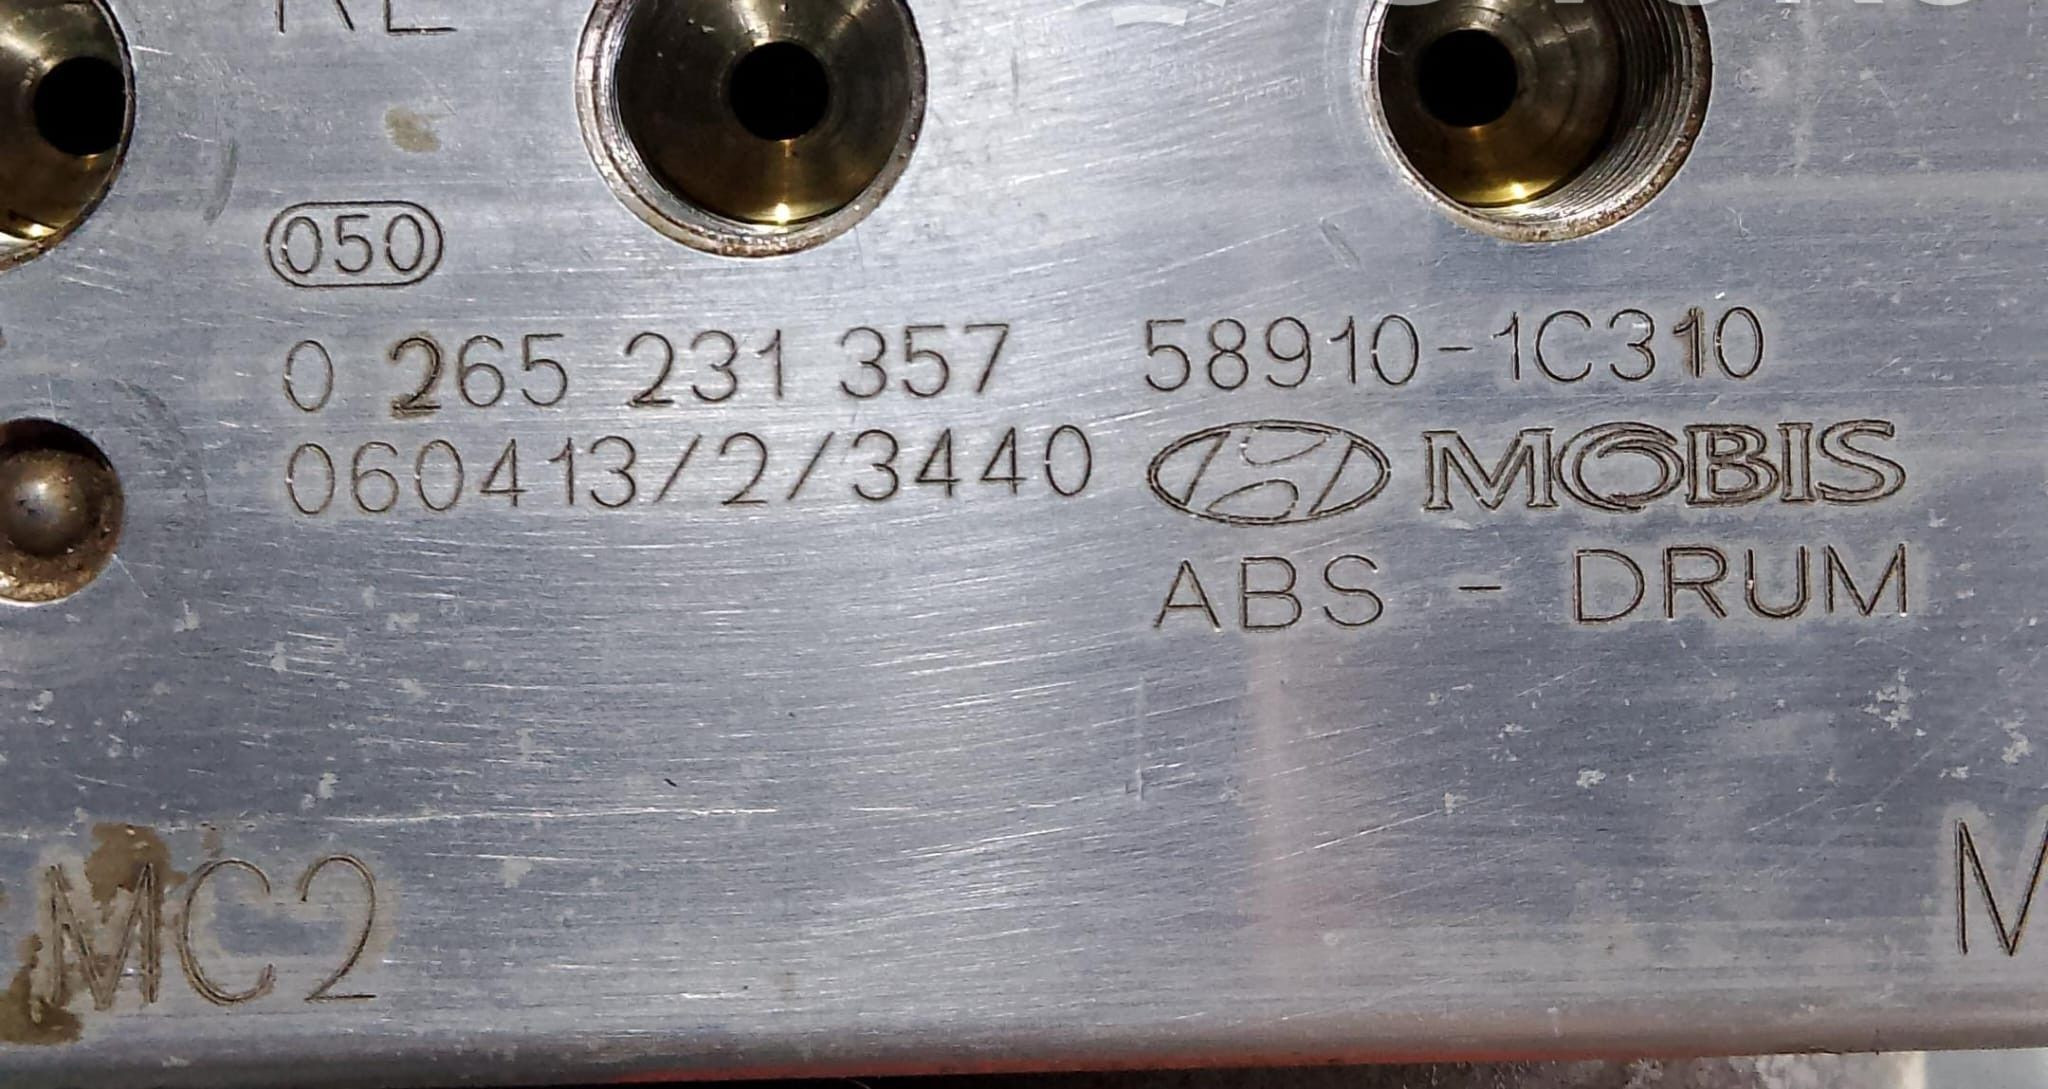 050
0 265 231 357 58910-1C310
060413/2/3440 MOBIS
ABS - DRUM
MC2